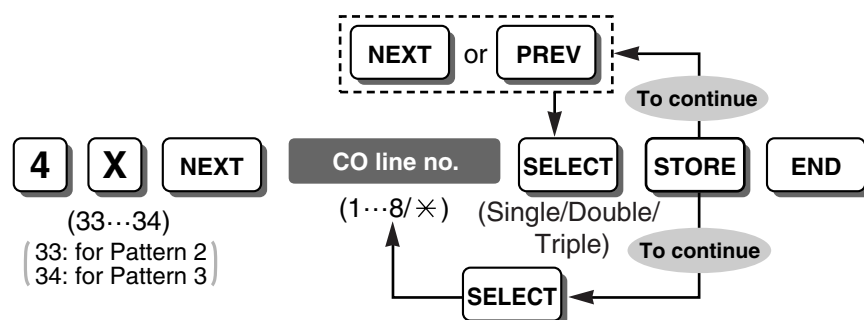 NEXT or PREV
To continue
4 X NEXT CO line no. SELECT STORE END
(33···34) (1···8/✳) (Single/Double/
Triple)
33: for Pattern 2
34: for Pattern 3
To continue
SELECT